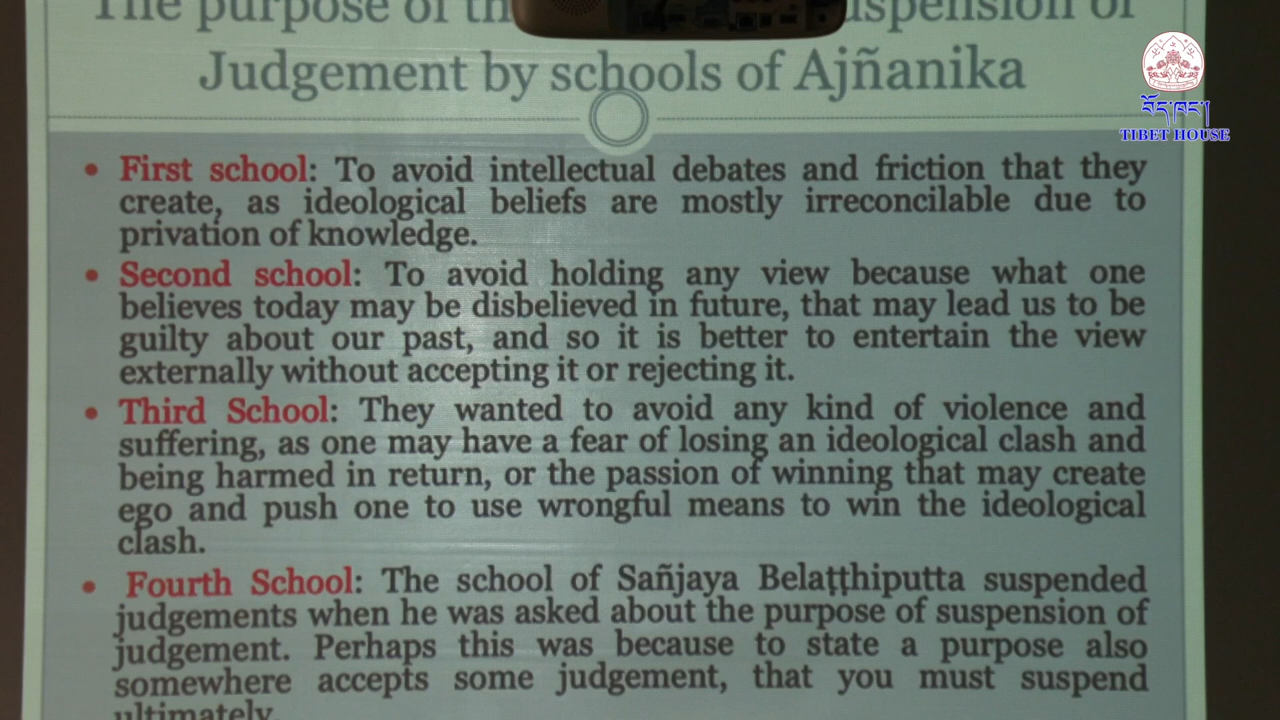 The purpose of th spension of
Judgement by schools of Ajñanika
བོད་ཁང་།
TIBET HOUSE
• First school: To avoid intellectual debates and friction that they
create, as ideological beliefs are mostly irreconcilable due to
privation of knowledge.
• Second school: To avoid holding any view because what one
believes today may be disbelieved in future, that may lead us to be
guilty about our past, and so it is better to entertain the view
externally without accepting it or rejecting it.
• Third School: They wanted to avoid any kind of violence and
suffering, as one may have a fear of losing an ideological clash and
being harmed in return, or the passion of winning that may create
ego and push one to use wrongful means to win the ideological
clash.
• Fourth School: The school of Sañjaya Belaṭṭhiputta suspended
judgements when he was asked about the purpose of suspension of
judgement. Perhaps this was because to state a purpose also
somewhere accepts some judgement, that you must suspend
ultimately.